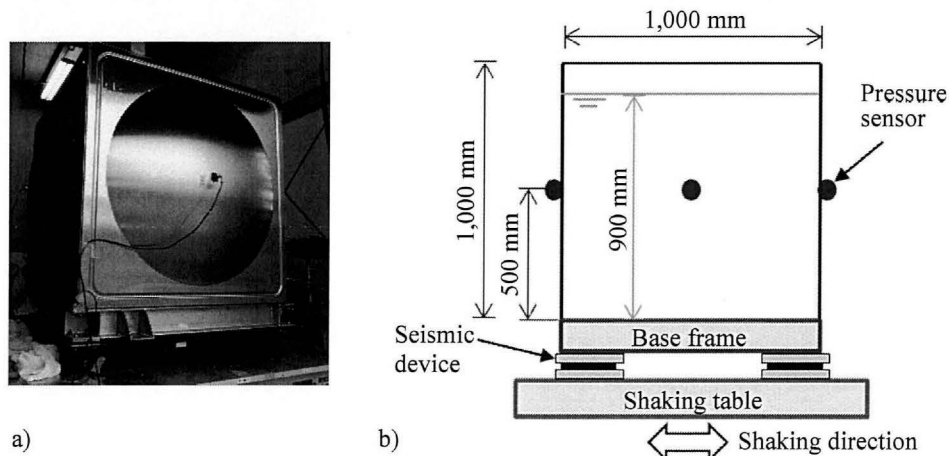 1,000 mm
Pressure
sensor
1,000 mm
500 mm
900 mm
Seismic
device
Base frame
Shaking table
a)
b)
Shaking direction